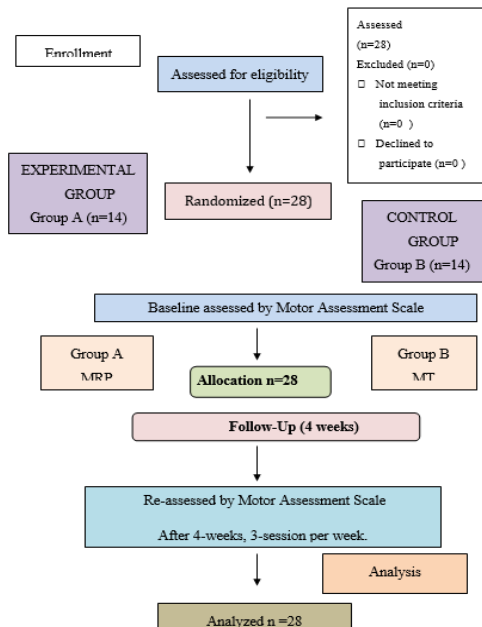 Enrollment
Assessed for eligibility
Assessed
(n=28)
Excluded (n=0)
□ Not meeting
inclusion criteria
(n=0 )
□ Declined to
participate (n=0 )
EXPERIMENTAL
GROUP
Group A (n=14)
Randomized (n=28)
CONTROL
GROUP
Group B (n=14)
Baseline assessed by Motor Assessment Scale
Group A
MRP
Allocation n=28
Group B
MT
Follow-Up (4 weeks)
Re-assessed by Motor Assessment Scale
After 4-weeks, 3-session per week.
Analysis
Analyzed n =28